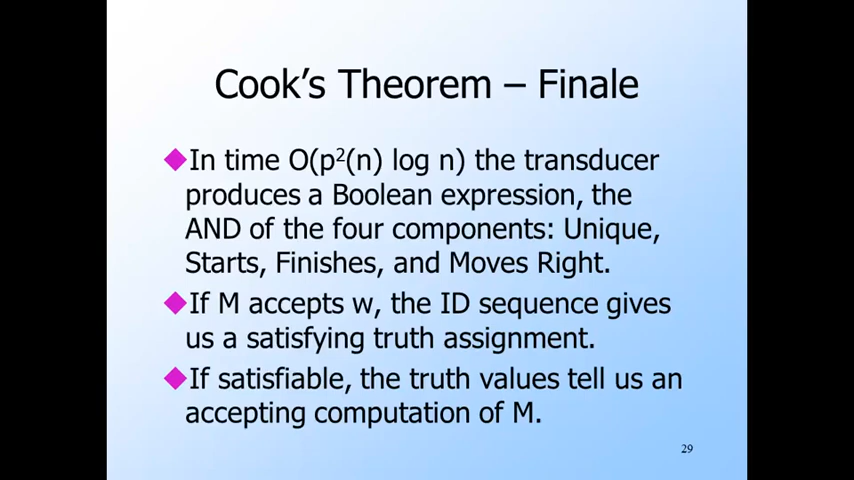 Cook's Theorem – Finale
In time O(p²(n) log n) the transducer
produces a Boolean expression, the
AND of the four components: Unique,
Starts, Finishes, and Moves Right.
If M accepts w, the ID sequence gives
us a satisfying truth assignment.
If satisfiable, the truth values tell us an
accepting computation of M.
29